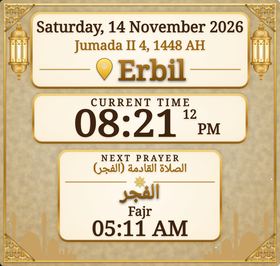 Saturday, 14 November 2026
Jumada II 4, 1448 AH
Erbil
CURRENT TIME
08:21 12 PM
NEXT PRAYER
الصلاة القادمة (الفجر)
الفجر
Fajr
05:11 AM